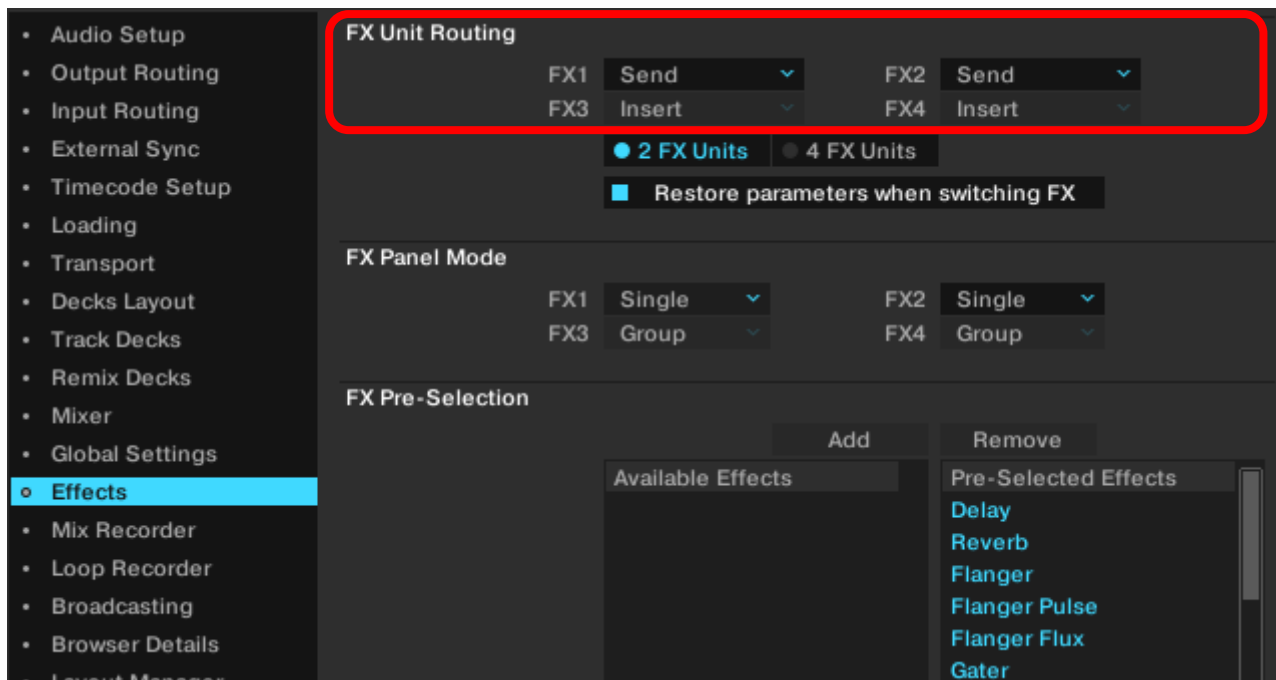 Audio Setup
Output Routing
Input Routing
External Sync
Timecode Setup
Loading
Transport
Decks Layout
Track Decks
Remix Decks
Mixer
Global Settings
Effects
Mix Recorder
Loop Recorder
Broadcasting
Browser Details
Layout Manager
FX Unit Routing
FX1 Send FX2 Send
FX3 Insert FX4 Insert
2 FX Units 4 FX Units
Restore parameters when switching FX
FX Panel Mode
FX1 Single FX2 Single
FX3 Group FX4 Group
FX Pre-Selection
Add Remove
Available Effects
Pre-Selected Effects
Delay
Reverb
Flanger
Flanger Pulse
Flanger Flux
Gater